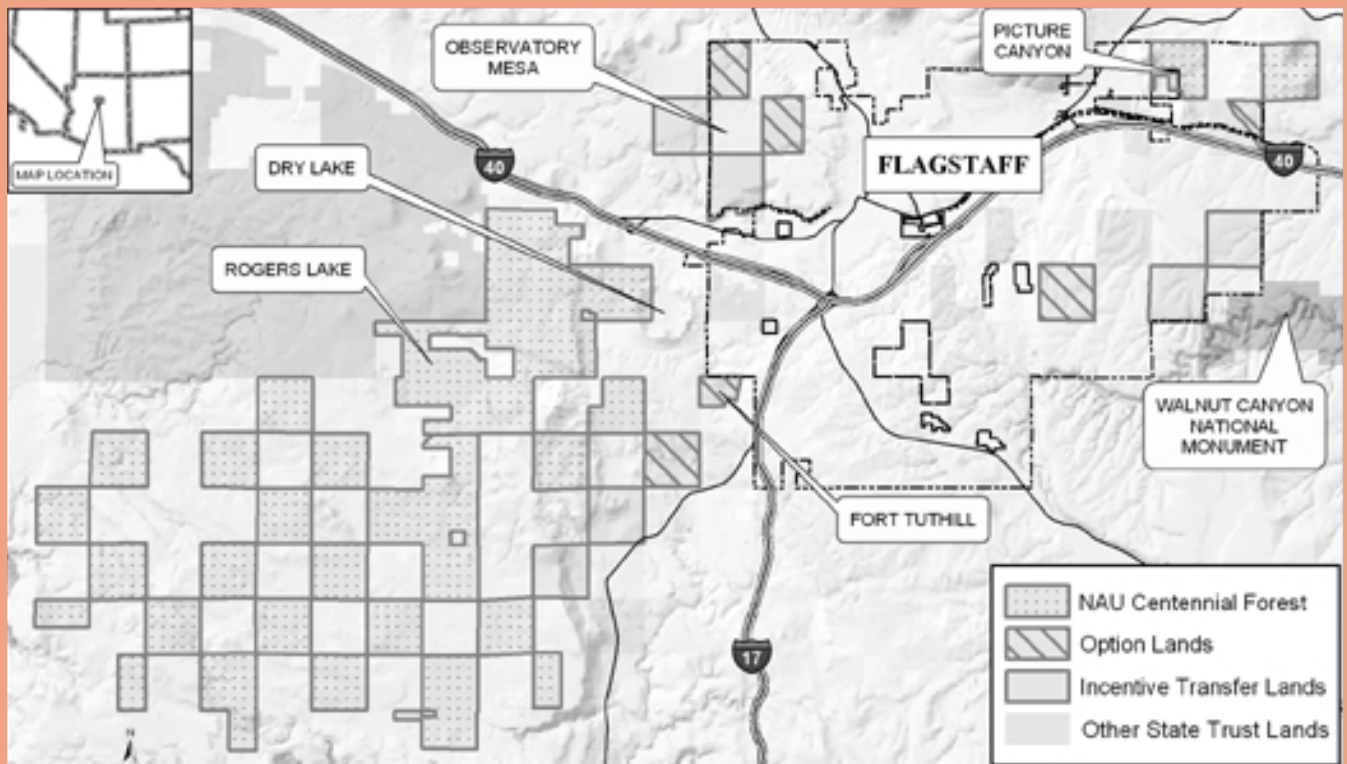 OBSERVATORY
MESA
PICTURE
CANYON
MAP LOCATION
DRY LAKE
40
FLAGSTAFF
40
ROGERS LAKE
WALNUT CANYON
NATIONAL
MONUMENT
FORT TUTHILL
17
NAU Centennial Forest
Option Lands
Incentive Transfer Lands
Other State Trust Lands
N